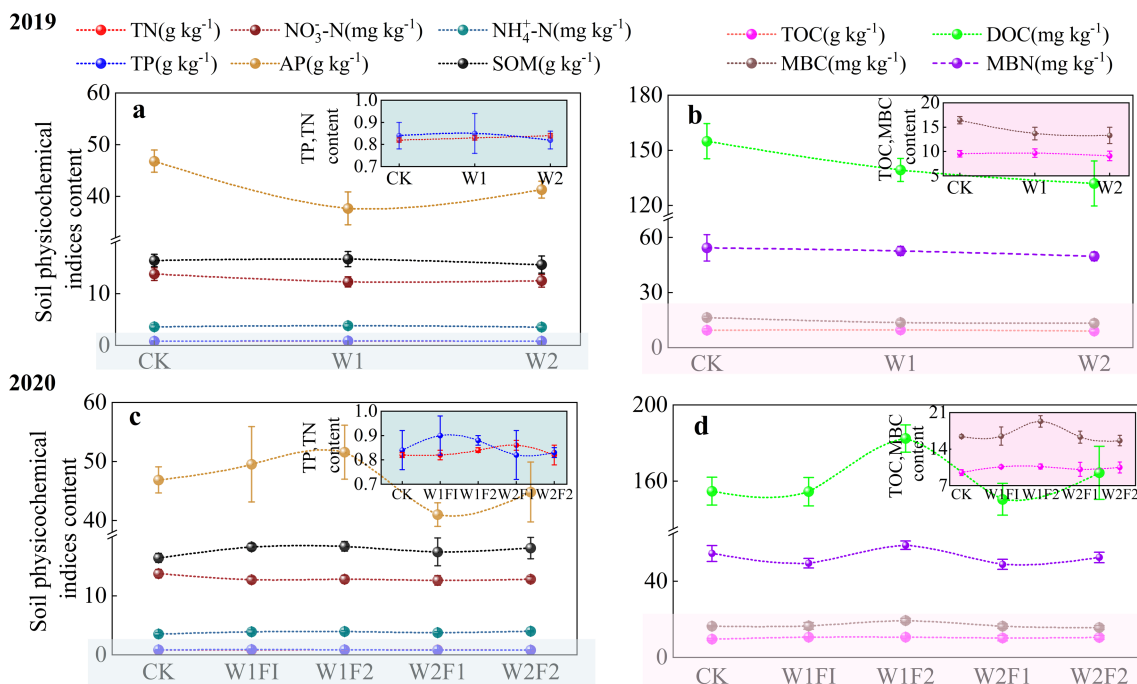 2019
TN(g kg⁻¹) NO₃⁻-N(mg kg⁻¹) NH₄⁺-N(mg kg⁻¹)
TP(g kg⁻¹) AP(g kg⁻¹) SOM(g kg⁻¹)
TOC(g kg⁻¹) DOC(mg kg⁻¹)
MBC(mg kg⁻¹) MBN(mg kg⁻¹)
Soil physicochemical
indices content
60
40
10
0
a
TP,TN
content
1.0
0.9
0.8
0.7
CK W1 W2
CK W1 W2
180
150
120
60
30
0
b
TOC,MBC
content
20
15
10
5
CK W1 W2
CK W1 W2
2020
Soil physicochemical
indices content
60
50
40
10
0
c
TP,TN
content
1.0
0.9
0.8
0.7
CK W1FI W1F2 W2F1 W2F2
CK W1FI W1F2 W2F1 W2F2
200
160
40
0
d
TOC,MBC
content
21
14
7
CK W1F1 W1F2 W2F1 W2F2
CK W1FI W1F2 W2F1 W2F2